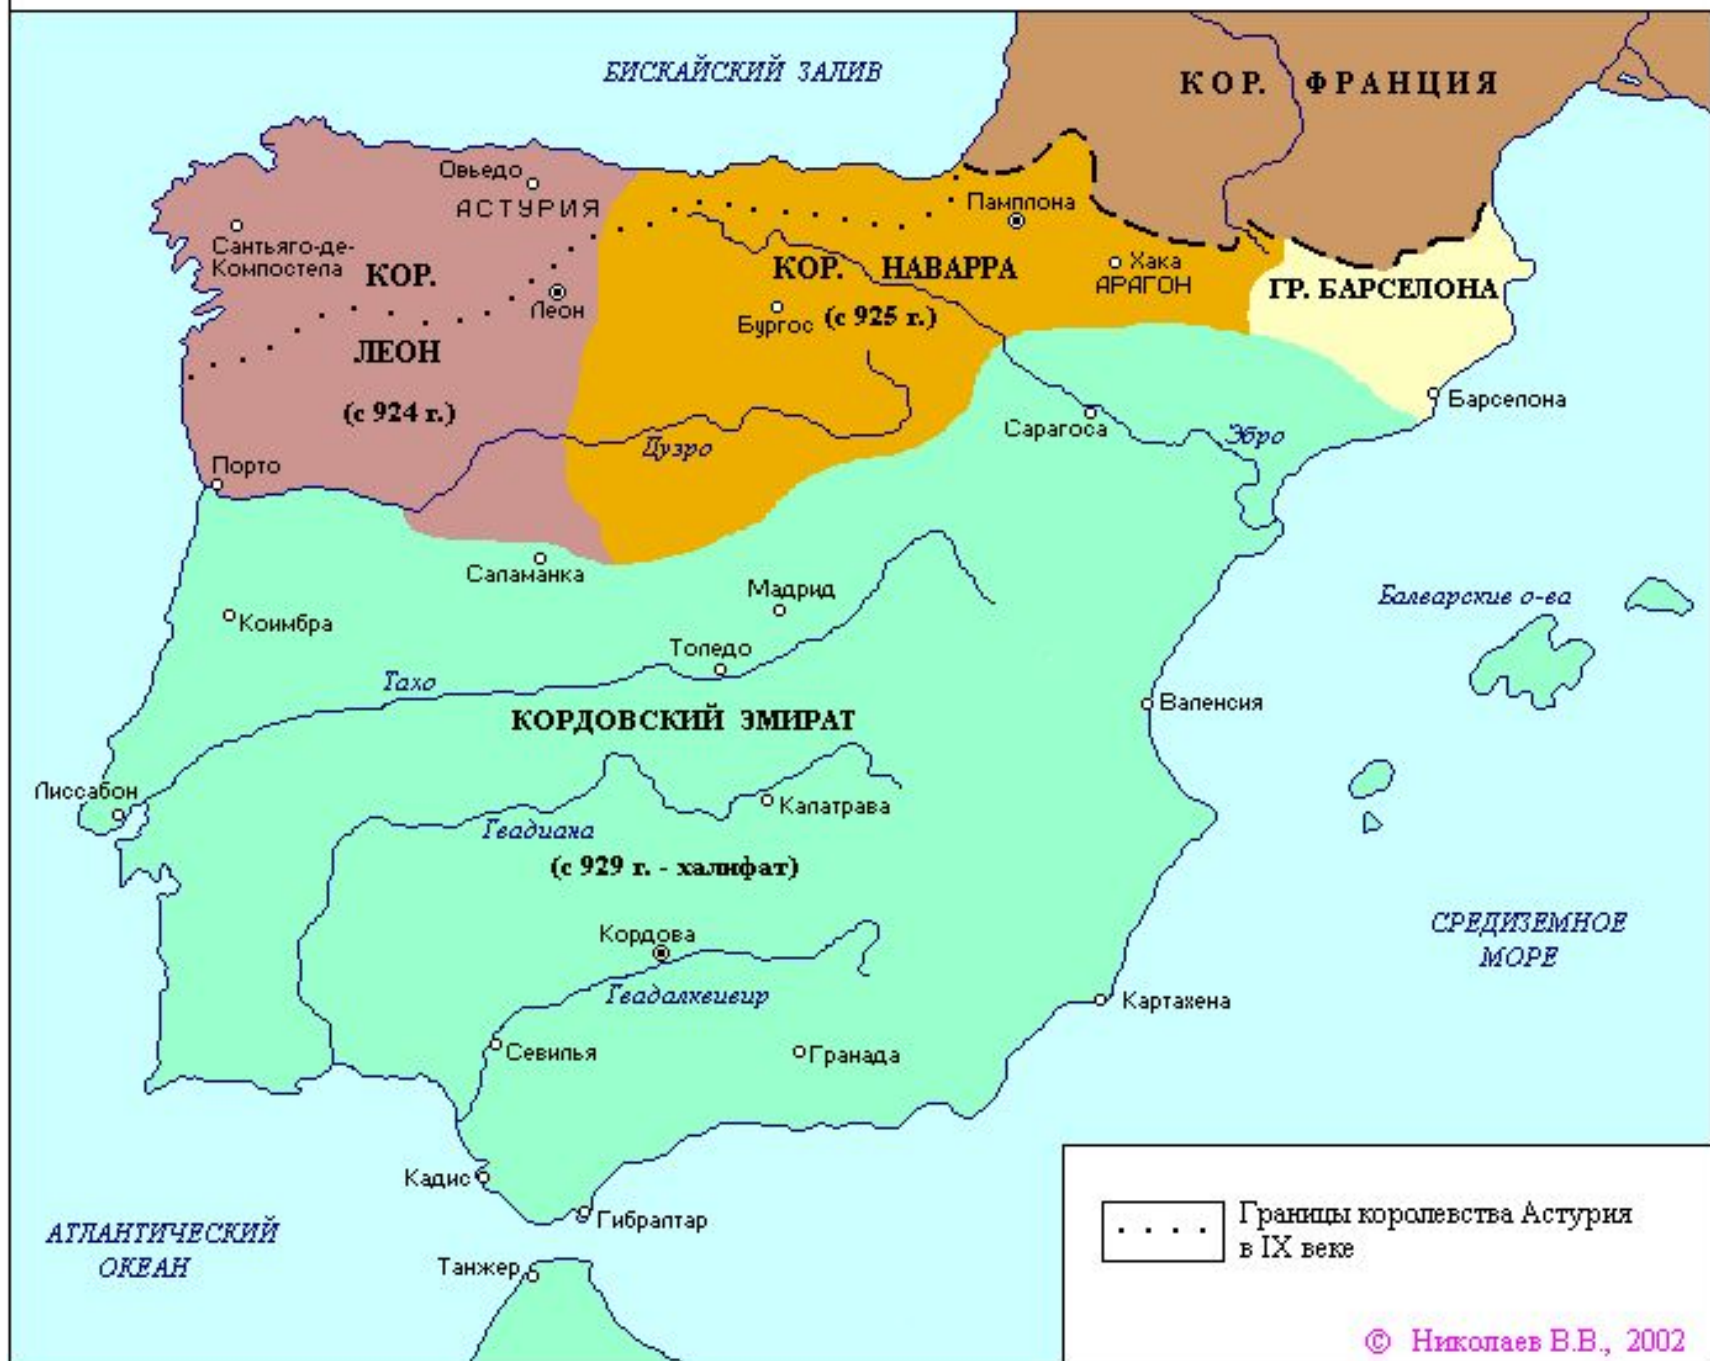 БИСКАЙСКИЙ ЗАЛИВ
КОР. ФРАНЦИЯ
Овьедо
АСТУРИЯ
Памплона
Сантьяго-де-
Компостела
КОР.
ЛЕОН
(с 924 г.)
Леон
КОР. НАВАРРА
(с 925 г.)
Бургос
Хака
АРАГОН
ГР. БАРСЕЛОНА
Барселона
Сарагоса
Эбро
Дуэро
Порто
Саламанка
Мадрид
Коимбра
Толедо
Тахо
Балеарские о-ва
Валенсия
КОРДОВСКИЙ ЭМИРАТ
Лиссабон
Калатрава
Гвадиана
(с 929 г. - халифат)
Кордова
Гвадалквивир
СРЕДИЗЕМНОЕ
МОРЕ
Картахена
Севилья
Гранада
Кадис
Гибралтар
АТЛАНТИЧЕСКИЙ
ОКЕАН
Танжер
Границы королевства Астурия
в IX веке
© Николаев В.В., 2002